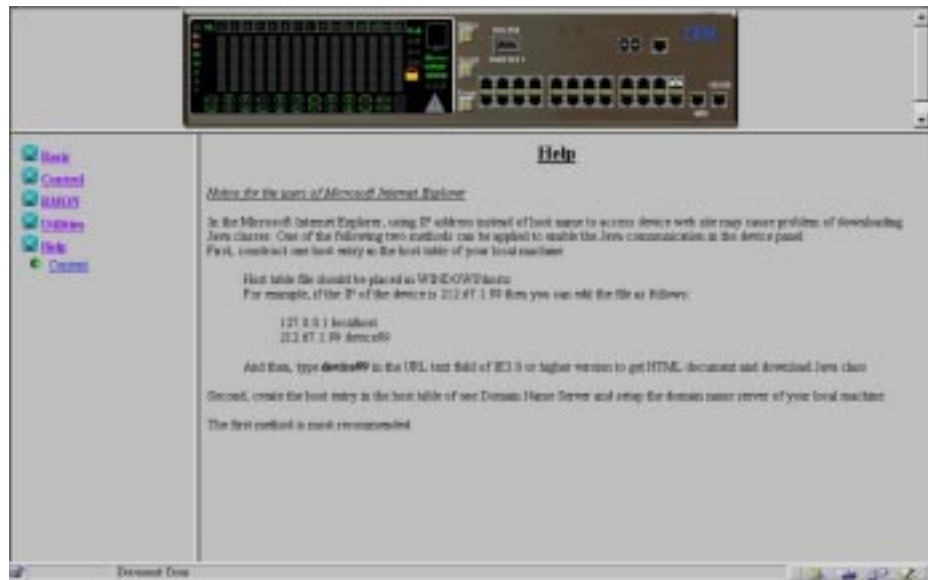 IBM
Basic
Control
RMON
Utilities
Help
Content
Help
Notes for the users of Microsoft Internet Explorer
In the Microsoft Internet Explorer, using IP address instead of host name to access device web site may cause problem of downloading
Java classes. One of the following two methods can be applied to enable the Java communication in the device panel.
First, construct one host entry in the host table of your local machine
Host table file should be placed in WINDOWS\hosts
For example, if the IP of the device is 212.67.1.99 then you can edit the file as follows:
127.0.0.1 localhost
212.67.1.99 device99
And then, type device99 in the URL text field of IE3.0 or higher version to get HTML document and download Java class
Second, create the host entry in the host table of one Domain Name Server and setup the domain name server of your local machine
The first method is most recommended
Document: Done